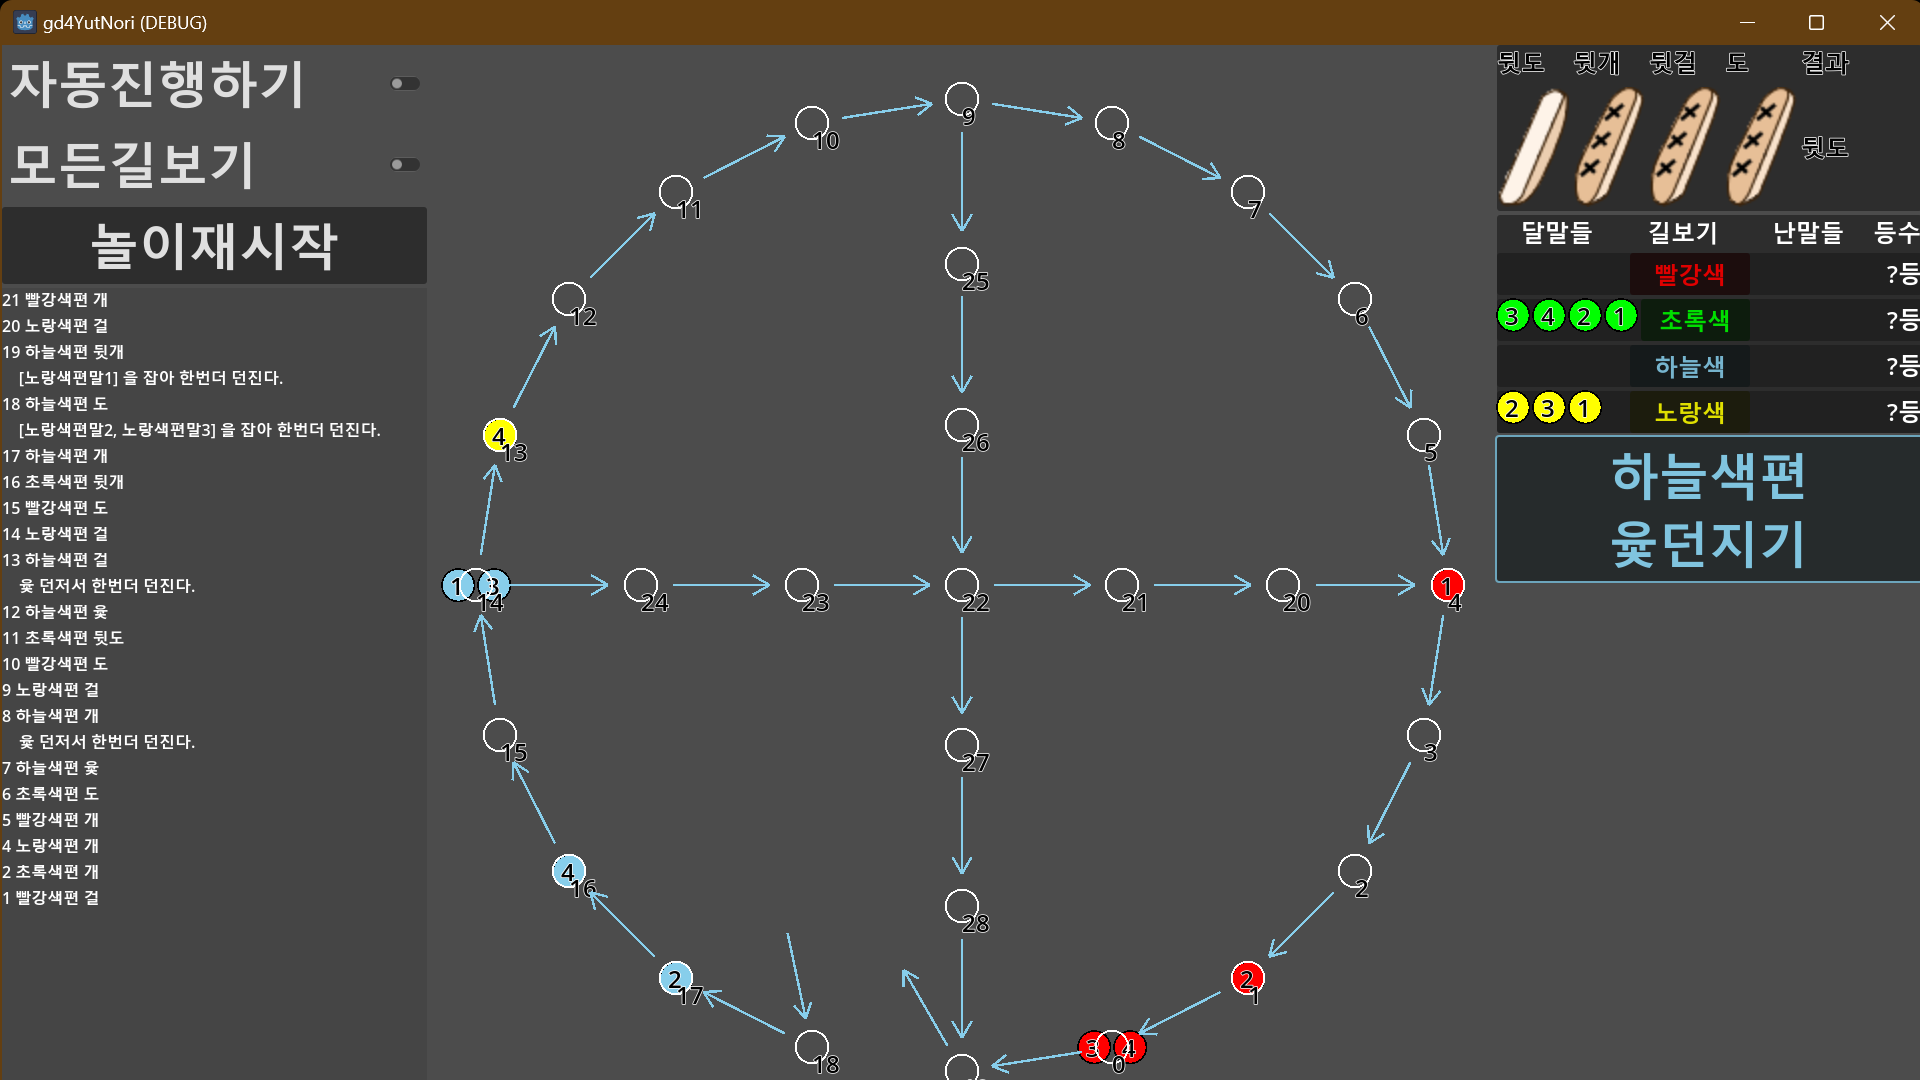 gd4YutNori (DEBUG)
자동진행하기
모든길보기
놀이재시작
21 빨강색편 개
20 노랑색편 걸
19 하늘색편 뒷개
[노랑색편말1] 을 잡아 한번더 던진다.
18 하늘색편 도
[노랑색편말2, 노랑색편말3] 을 잡아 한번더 던진다.
17 하늘색편 개
16 초록색편 뒷개
15 빨강색편 도
14 노랑색편 걸
13 하늘색편 걸
윷 던저서 한번더 던진다.
12 하늘색편 윷
11 초록색편 뒷도
10 빨강색편 도
9 노랑색편 걸
8 하늘색편 개
윷 던저서 한번더 던진다.
7 하늘색편 윷
6 초록색편 도
5 빨강색편 개
4 노랑색편 개
2 초록색편 개
1 빨강색편 걸
9
10
8
11
7
25
12
6
4
13
26
5
1
3
14
24
23
22
21
20
1
4
15
27
3
4
16
28
2
2
17
2
1
18
3
4
0
뒷도 뒷개 뒷걸 도 결과
뒷도
달말들 길보기 난말들 등수
빨강색 ?등
3 4 2 1 초록색 ?등
하늘색 ?등
2 3 1 노랑색 ?등
하늘색편
윷던지기